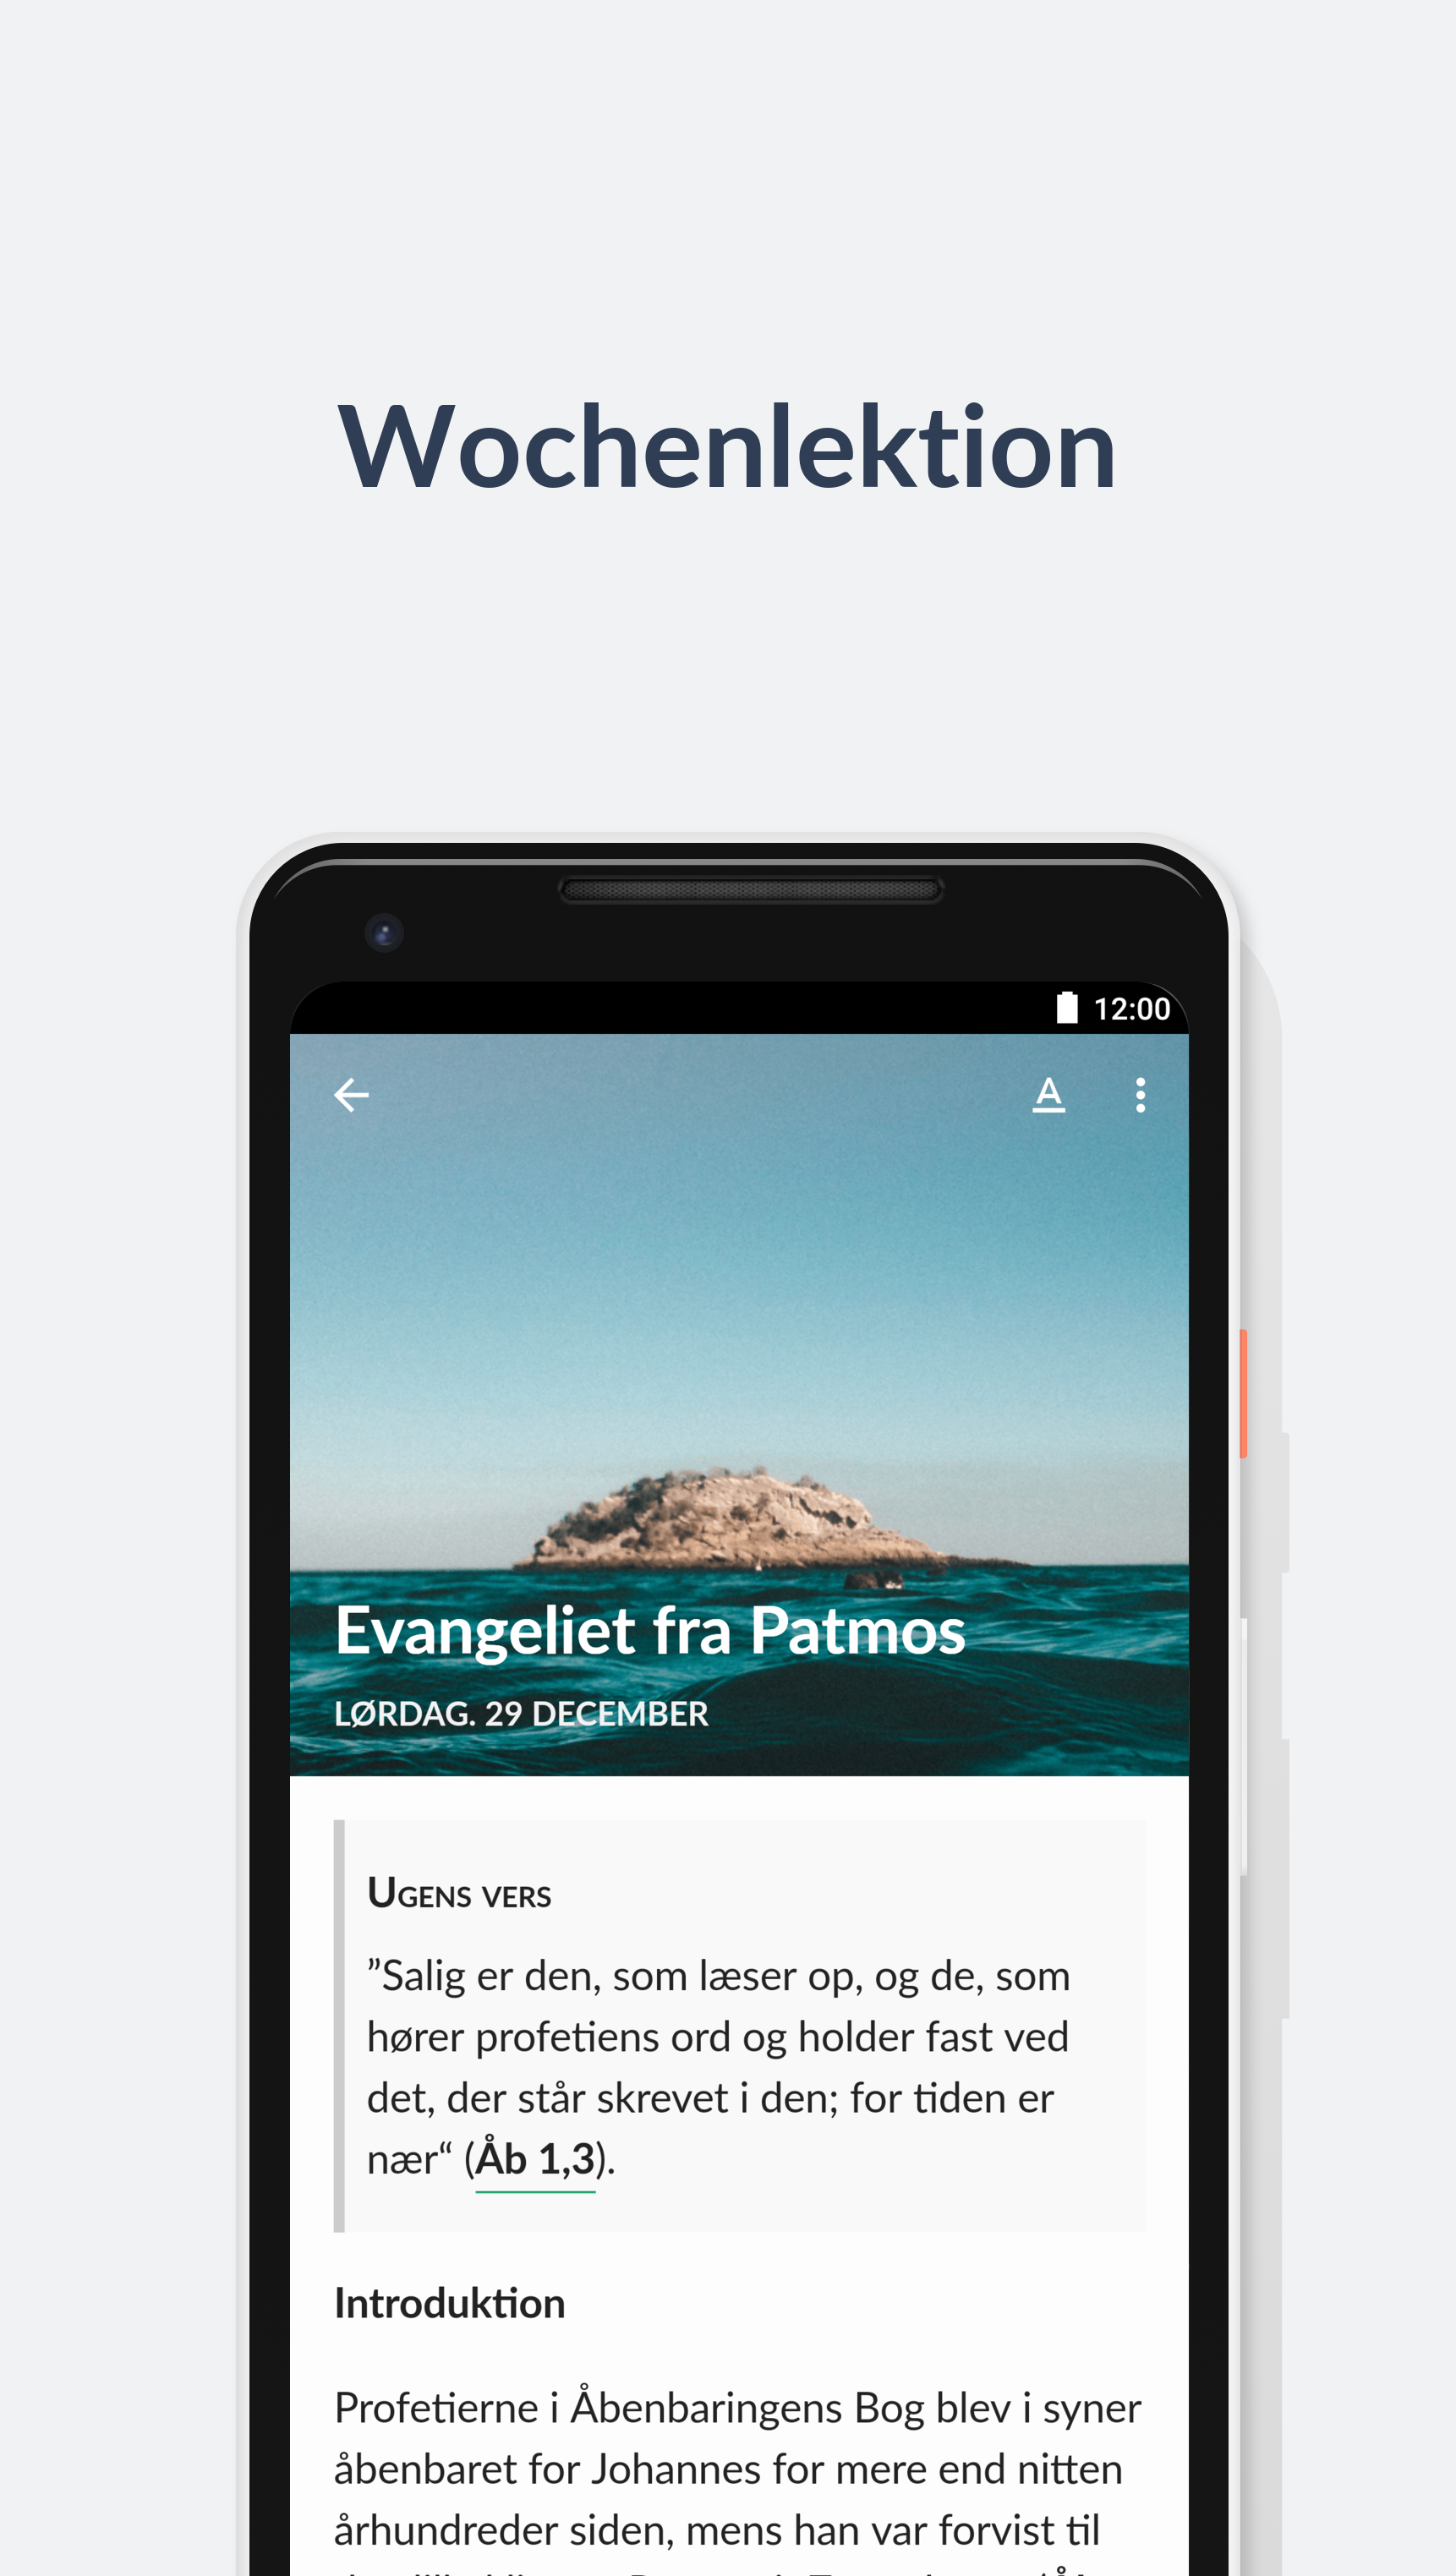 Wochenlektion
12:00
A
Evangeliet fra Patmos
LØRDAG. 29 DECEMBER
Ugens vers
”Salig er den, som læser op, og de, som
hører profetiens ord og holder fast ved
det, der står skrevet i den; for tiden er
nær“ (Åb 1,3).
Introduktion
Profetierne i Åbenbaringens Bog blev i syner
åbenbaret for Johannes for mere end nitten
århundreder siden, mens han var forvist til